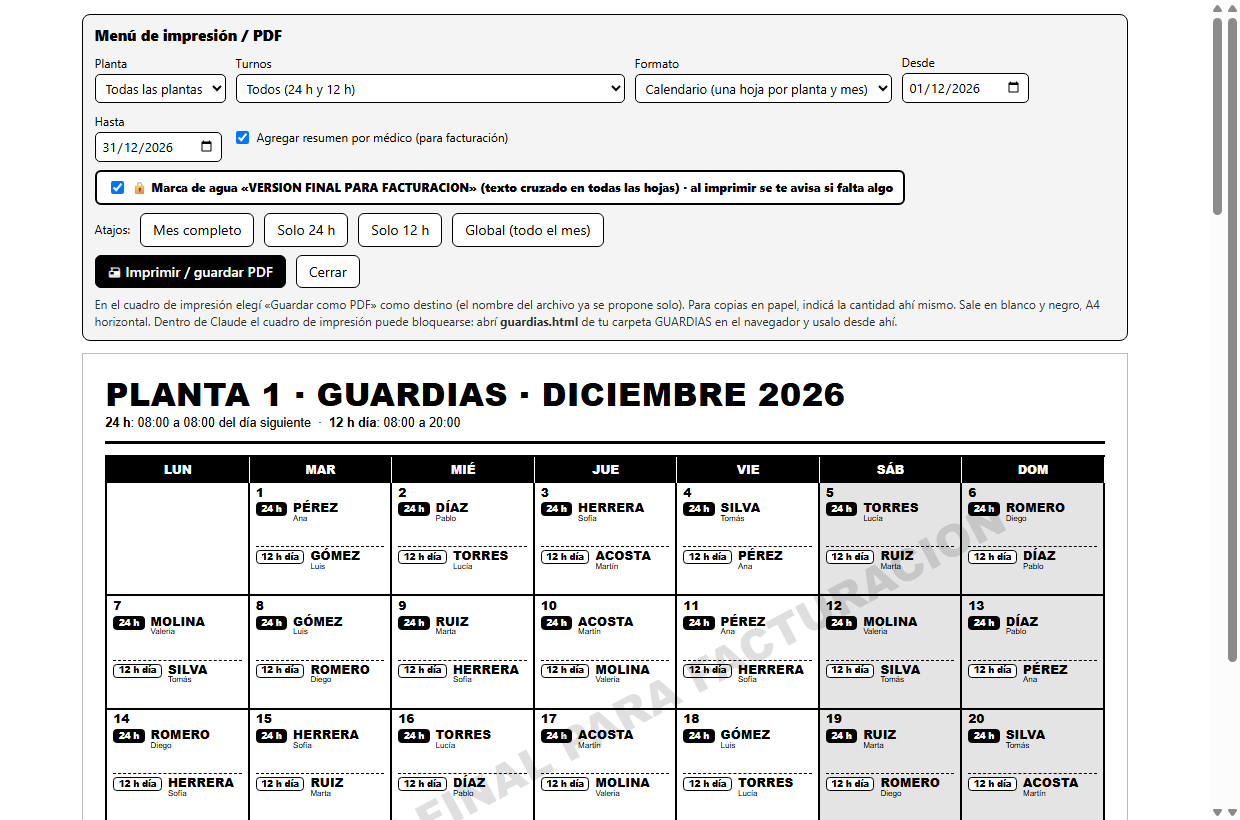 Menú de impresión / PDF
Planta
Turnos
Formato
Desde
Todas las plantas
Todos (24 h y 12 h)
Calendario (una hoja por planta y mes)
01/12/2026
Hasta
31/12/2026
Agregar resumen por médico (para facturación)
🔒 Marca de agua «VERSION FINAL PARA FACTURACION» (texto cruzado en todas las hojas) · al imprimir se te avisa si falta algo
Atajos: Mes completo Solo 24 h Solo 12 h Global (todo el mes)
Imprimir / guardar PDF Cerrar
En el cuadro de impresión elegí «Guardar como PDF» como destino (el nombre del archivo ya se propone solo). Para copias en papel, indicá la cantidad ahí mismo. Sale en blanco y negro, A4
horizontal. Dentro de Claude el cuadro de impresión puede bloquearse: abrí guardias.html de tu carpeta GUARDIAS en el navegador y usalo desde ahí.
PLANTA 1 · GUARDIAS · DICIEMBRE 2026
24 h: 08:00 a 08:00 del día siguiente · 12 h día: 08:00 a 20:00
LUN MAR MIÉ JUE VIE SÁB DOM
1 2 3 4 5 6
24 h PÉREZ 24 h DÍAZ 24 h HERRERA 24 h SILVA 24 h TORRES 24 h ROMERO
Ana Pablo Sofía Tomás Lucía Diego
12 h día GÓMEZ 12 h día TORRES 12 h día ACOSTA 12 h día PÉREZ 12 h día RUIZ 12 h día DÍAZ
Luis Lucía Martín Ana Marta Pablo
7 8 9 10 11 12 13
24 h MOLINA 24 h GÓMEZ 24 h RUIZ 24 h ACOSTA 24 h PÉREZ 24 h MOLINA 24 h DÍAZ
Valeria Luis Marta Martín Ana Valeria Pablo
12 h día SILVA 12 h día ROMERO 12 h día HERRERA 12 h día MOLINA 12 h día HERRERA 12 h día SILVA 12 h día PÉREZ
Tomás Diego Sofía Valeria Sofía Tomás Ana
14 15 16 17 18 19 20
24 h ROMERO 24 h HERRERA 24 h TORRES 24 h ACOSTA 24 h GÓMEZ 24 h RUIZ 24 h SILVA
Diego Sofía Lucía Martín Luis Marta Tomás
12 h día HERRERA 12 h día RUIZ 12 h día DÍAZ 12 h día MOLINA 12 h día TORRES 12 h día ROMERO 12 h día ACOSTA
Sofía Marta Pablo Valeria Lucía Diego Martín
FINAL PARA FACTURACION